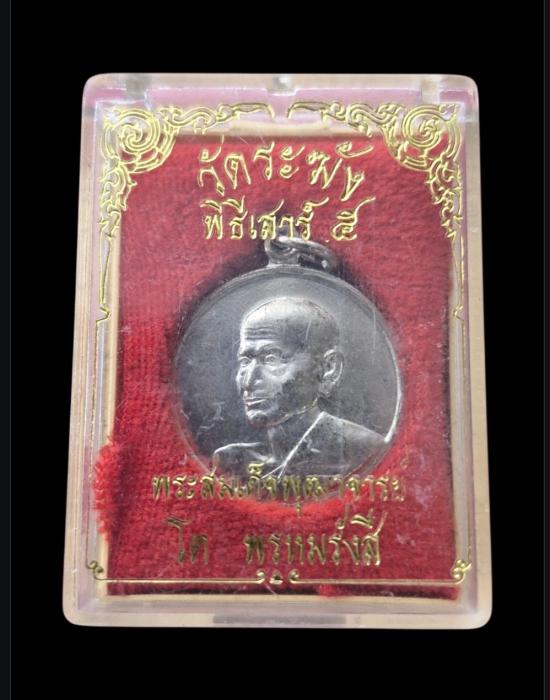 วัดระฆัง
พิธีเสาร์ ๕
พระสมเด็จพุฒาจารย์
โต พรหมรังสี